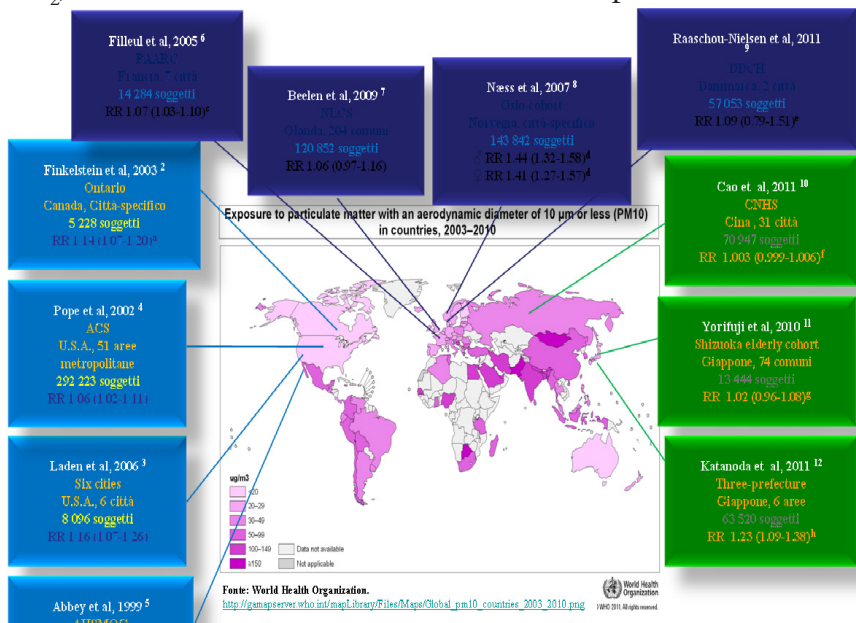 Filleul et al, 2005 6
PAARC
Francia, 7 città
14 284 soggetti
RR 1.07 (1.03-1.10)c
Beelen et al, 2009 7
NLCS
Olanda, 204 comuni
120 852 soggetti
RR 1.06 (0.97-1.16)
Næss et al, 2007 8
Oslo-cohort
Norvegia, città-specifico
143 842 soggetti
♂ RR 1.44 (1.32-1.58)d
♀ RR 1.41 (1.27-1.57)d
Raaschou-Nielsen et al, 2011
9
DDCH
Danimarca, 2 città
57 053 soggetti
RR 1.09 (0.79-1.51)e
Finkelstein et al, 2003 2
Ontario
Canada, Città-specifico
5 228 soggetti
RR 1.14 (1.07-1.20)a
Pope et al, 2002 4
ACS
U.S.A., 51 aree
metropolitane
292 223 soggetti
RR 1.06 (1.02-1.11)
Laden et al, 2006 3
Six cities
U.S.A., 6 città
8 096 soggetti
RR 1.16 (1.07-1.26)
Abbey et al, 1999 5
AHSMOG
Exposure to particulate matter with an aerodynamic diameter of 10 µm or less (PM10)
in countries, 2003–2010
ug/m3
<20
20–29
30–49
50–99
100–149
≥150
Data not available
Not applicable
Cao et al, 2011 10
CNHS
Cina , 31 città
70 947 soggetti
RR 1.003 (0.999-1.006)f
Yorifuji et al, 2010 11
Shizuoka elderly cohort
Giappone, 74 comuni
13 444 soggetti
RR 1.02 (0.96-1.08)g
Katanoda et al, 2011 12
Three-prefecture
Giappone, 6 aree
63 520 soggetti
RR 1.23 (1.09-1.38)h
Fonte: World Health Organization.
http://gamapserver.who.int/mapLibrary/Files/Maps/Global_pm10_countries_2003_2010.png
World Health
Organization
WHO 2011. All rights reserved.